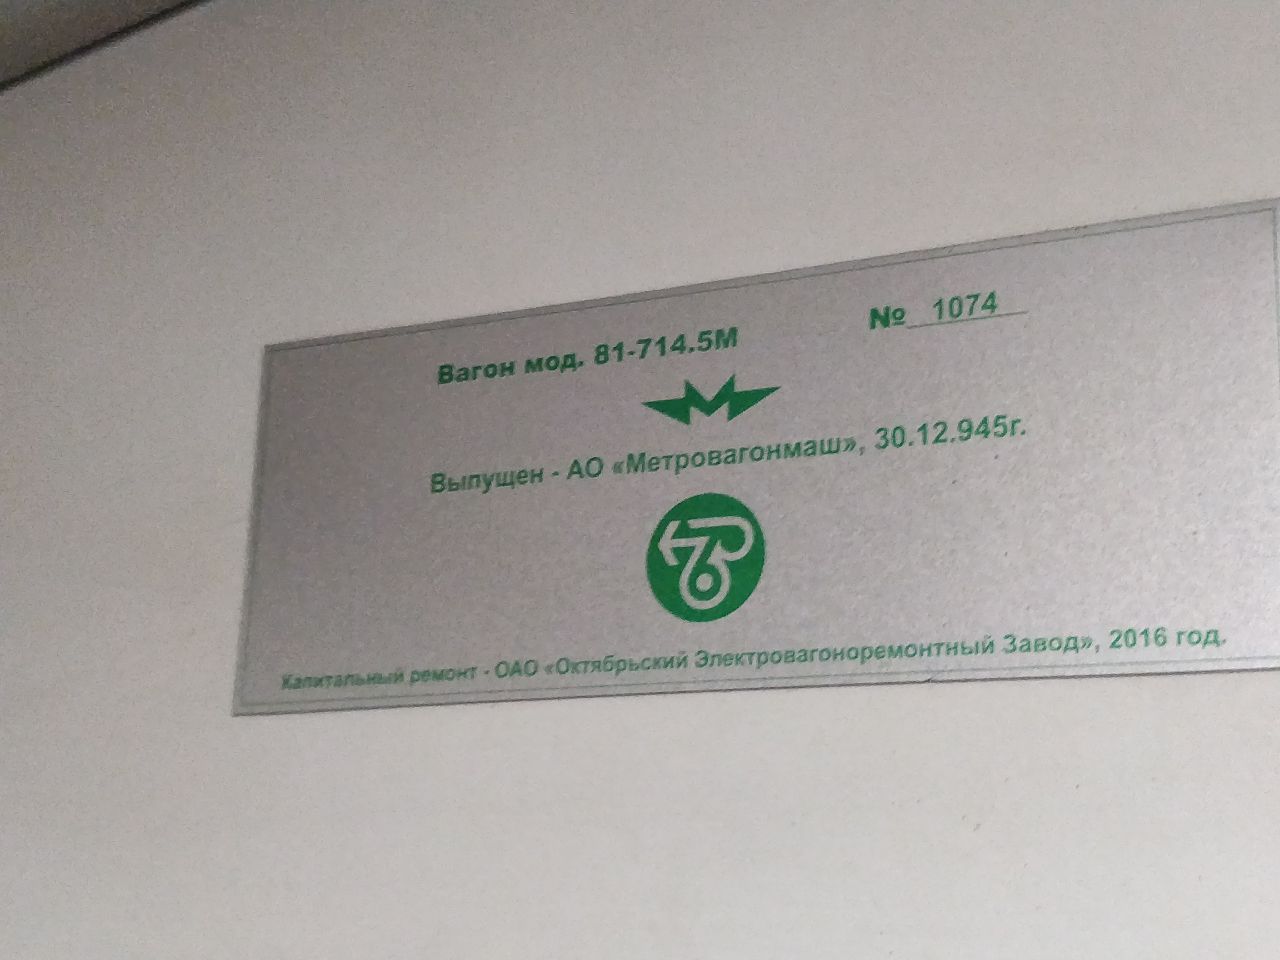 Вагон мод. 81-714.5М № 1074
Выпущен - АО «Метровагонмаш», 30.12.945г.
Капитальный ремонт - ОАО «Октябрьский Электровагоноремонтный Завод», 2016 год.